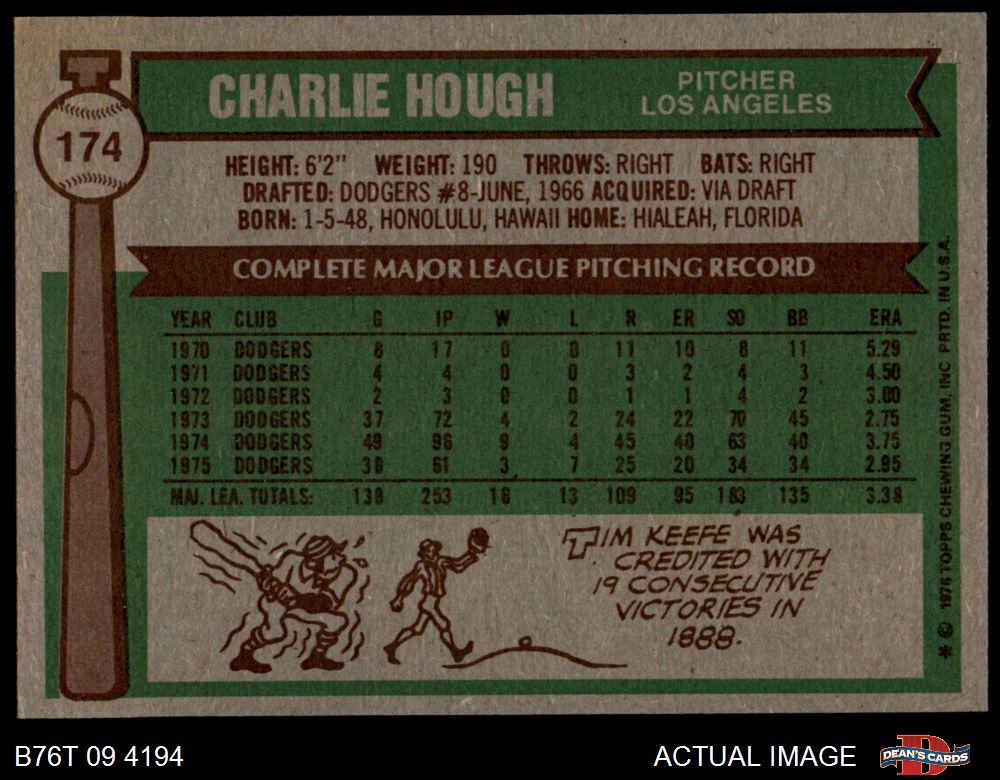 174
CHARLIE HOUGH
PITCHER
LOS ANGELES
HEIGHT: 6'2" WEIGHT: 190 THROWS: RIGHT BATS: RIGHT
DRAFTED: DODGERS #8-JUNE, 1966 ACQUIRED: VIA DRAFT
BORN: 1-5-48, HONOLULU, HAWAII HOME: HIALEAH, FLORIDA
COMPLETE MAJOR LEAGUE PITCHING RECORD
YEAR CLUB G IP W L R ER SO BB ERA
1970 DODGERS 8 17 0 0 11 10 8 11 5.29
1971 DODGERS 4 4 0 0 3 2 4 3 4.50
1972 DODGERS 2 3 0 0 1 1 4 2 3.00
1973 DODGERS 37 72 4 2 24 22 70 45 2.75
1974 DODGERS 49 96 9 4 45 40 63 40 3.75
1975 DODGERS 38 61 3 7 25 20 34 34 2.95
MAJ. LEA. TOTALS: 138 253 16 13 109 95 183 135 3.38
TIM KEEFE WAS
CREDITED WITH
19 CONSECUTIVE
VICTORIES IN
1888.
* © 1976 TOPPS CHEWING GUM, INC PRTD. IN U.S.A.
B76T 09 4194
ACTUAL IMAGE
DEAN'S CARDS